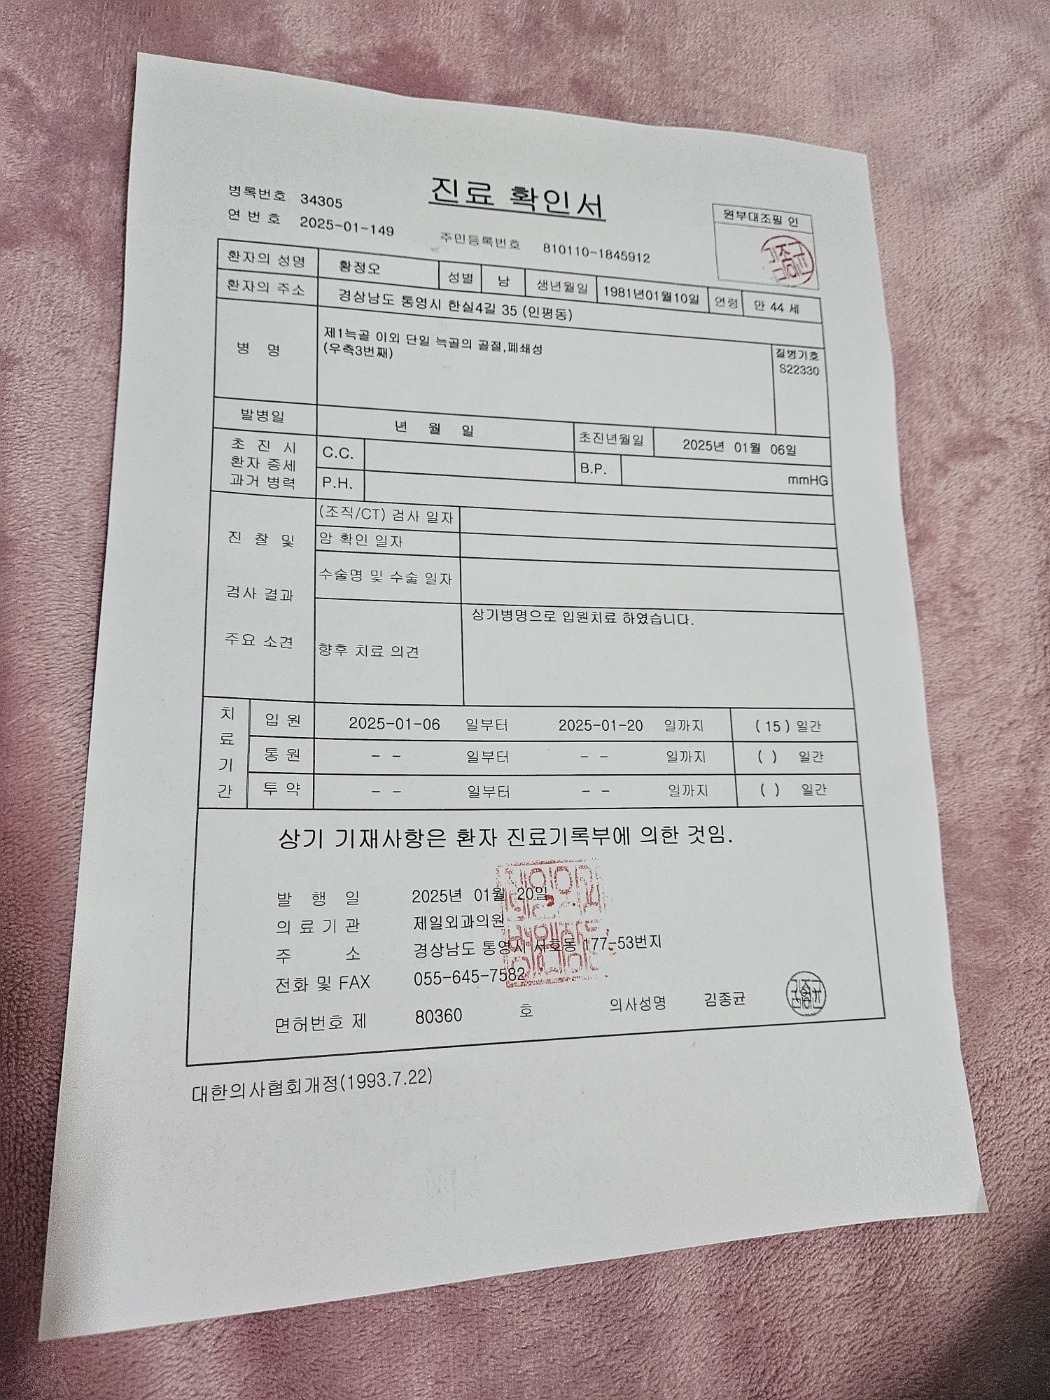 진료 확인서
병록번호 34305
연번호 2025-01-149
주민등록번호 810110-1845912
원부대조필 인
환자의 성명 황정오 성별 남 생년월일 1981년01월10일 연령 만 44 세
환자의 주소 경상남도 통영시 한실4길 35 (인평동)
병 명 제1늑골 이외 단일 늑골의 골절,폐쇄성
(우측3번째)
질병기호
S22330
발병일 년 월 일 초진년월일 2025년 01월 06일
초 진 시
환자 증세
과거 병력
C.C. B.P. mmHG
P.H.
진 찰 및
검사 결과
주요 소견
(조직/CT) 검사 일자
암 확인 일자
수술명 및 수술 일자
향후 치료 의견 상기병명으로 입원치료 하였습니다.
치료기간
입 원 2025-01-06 일부터 2025-01-20 일까지 ( 15 ) 일간
통 원 - - 일부터 - - 일까지 ( ) 일간
투 약 - - 일부터 - - 일까지 ( ) 일간
상기 기재사항은 환자 진료기록부에 의한 것임.
발 행 일 2025년 01월 20일
의료기관 제일외과의원
주 소 경상남도 통영시 서호동 177-53번지
전화 및 FAX 055-645-7582
면허번호 제 80360 호 의사성명 김종균
대한의사협회개정(1993.7.22)